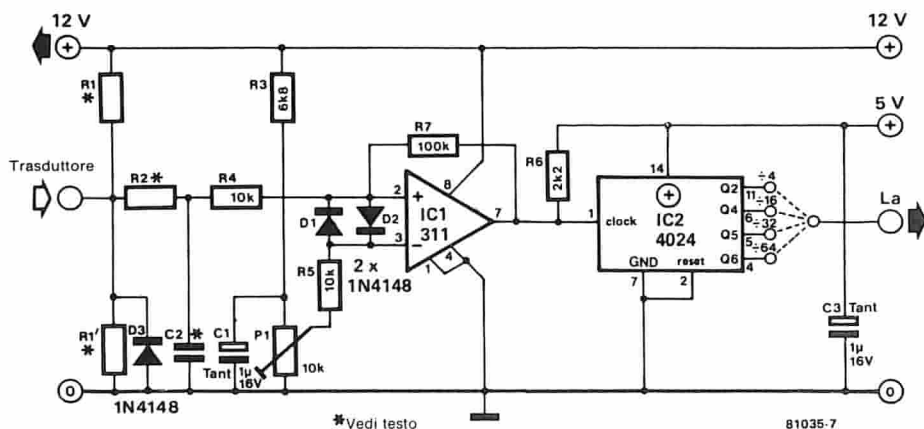 12 V
12 V
R1
*
R3
6k8
5 V
R7
100k
R6
2k2
Trasduttore
R2*
R4
10k
2
+
8
IC1
311
7
3
−
1
4
D1
D2
2 x
1N4148
R5
10k
14
1
clock
IC2
4024
GND
7
reset
2
Q2
11
÷4
Q4
6
÷16
Q5
5
÷32
Q6
4
÷64
La
R1'
*
D3
C2
*
C1
Tant
1µ
16V
P1
10k
C3
Tant
1µ
16V
0
0
1N4148
*Vedi testo
81035-7